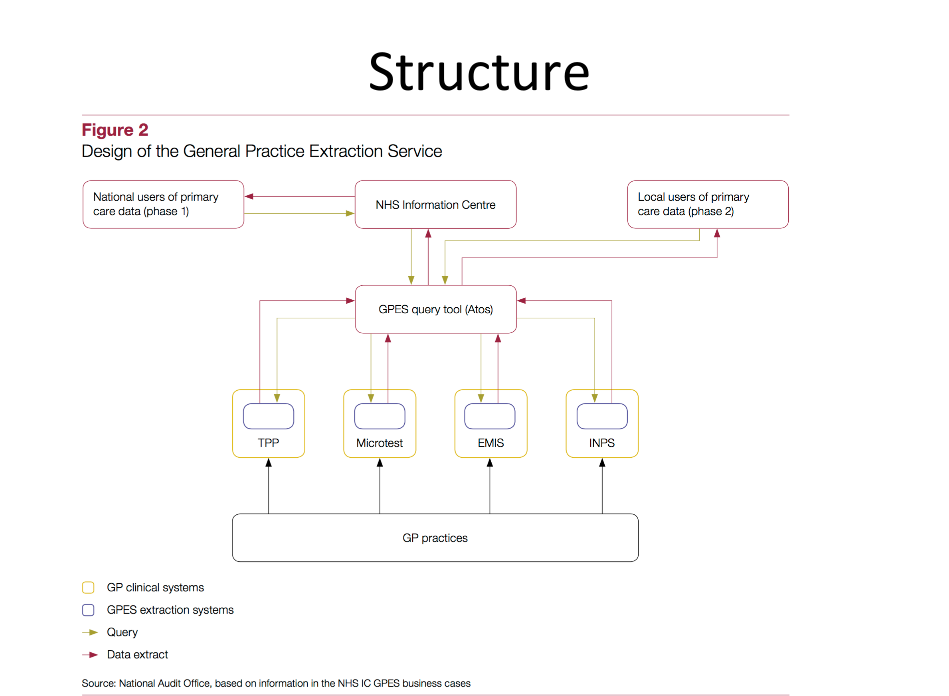 Structure
Figure 2
Design of the General Practice Extraction Service
National users of primary
care data (phase 1)
NHS Information Centre
Local users of primary
care data (phase 2)
GPES query tool (Atos)
TPP
Microtest
EMIS
INPS
GP practices
GP clinical systems
GPES extraction systems
Query
Data extract
Source: National Audit Office, based on information in the NHS IC GPES business cases